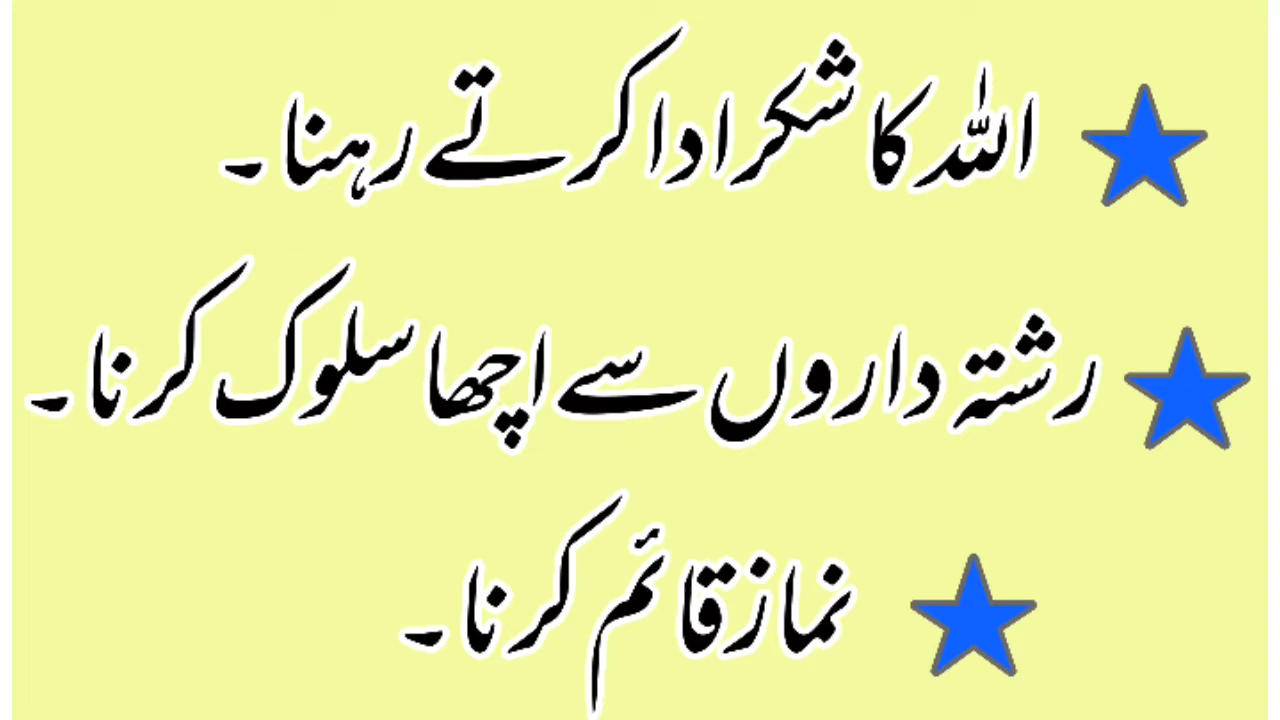 اللہ کا شکر ادا کرتے رہنا۔
رشتہ داروں سے اچھا سلوک کرنا۔
نماز قائم کرنا۔